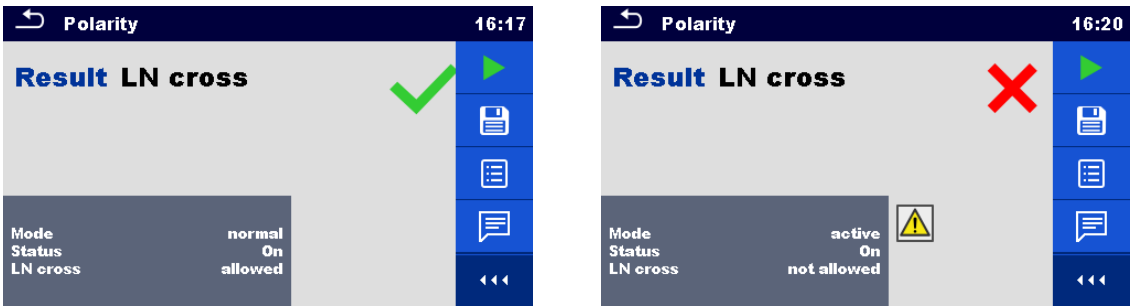 Polarity 16:17
Result LN cross
Mode normal
Status On
LN cross allowed
Polarity 16:20
Result LN cross
Mode active
Status On
LN cross not allowed